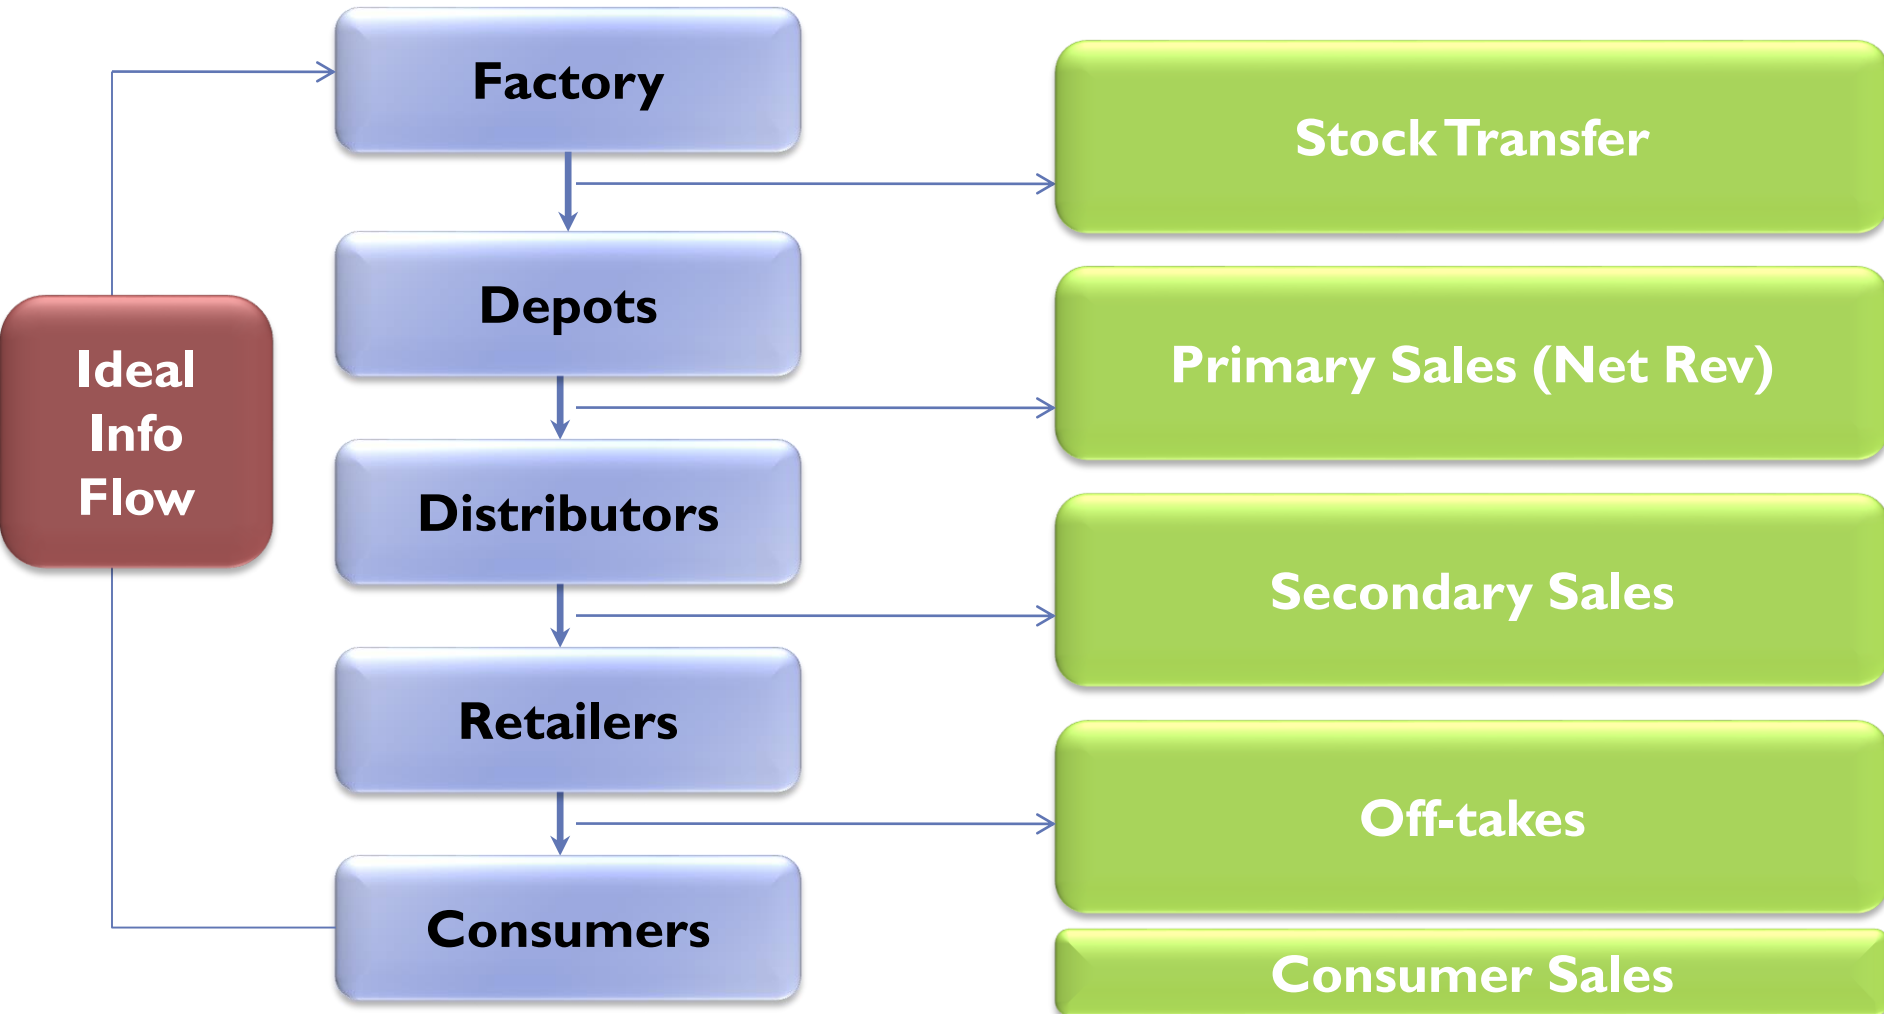 Factory
Stock Transfer
Depots
Primary Sales (Net Rev)
Ideal
Info
Flow
Distributors
Secondary Sales
Retailers
Off-takes
Consumers
Consumer Sales